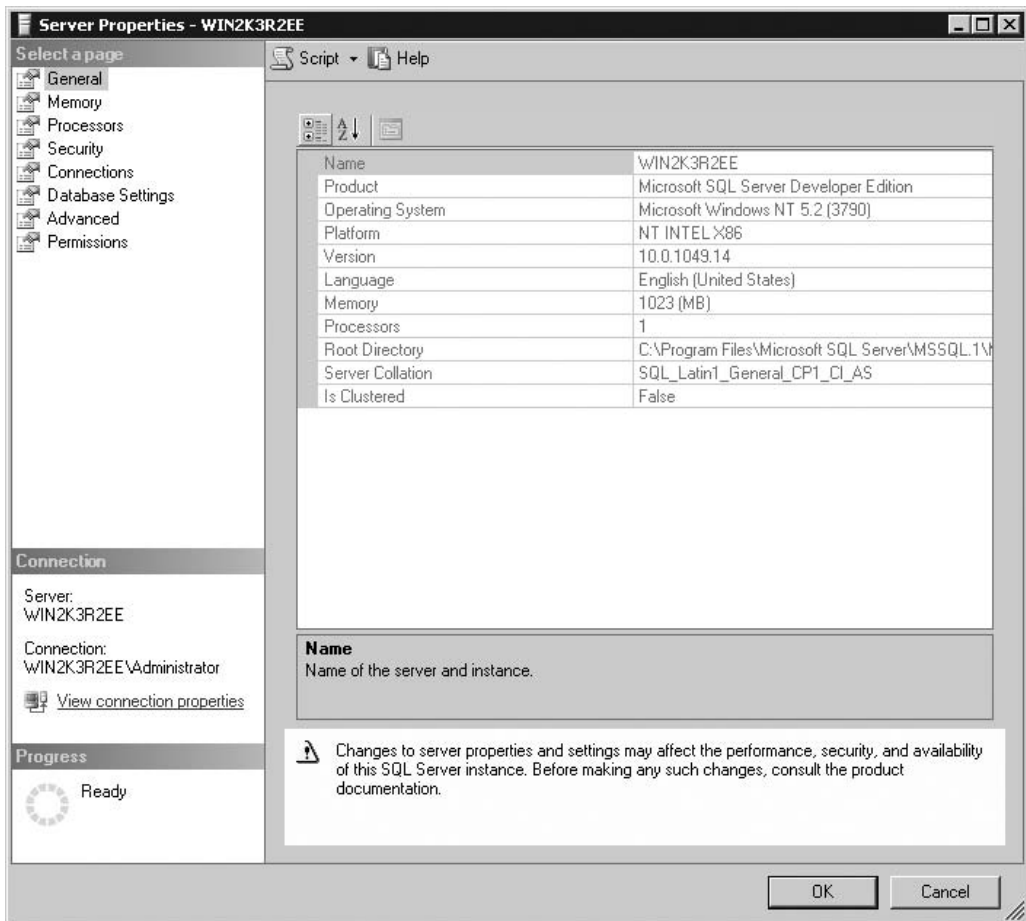 Server Properties - WIN2K3R2EE
Select a page
General
Memory
Processors
Security
Connections
Database Settings
Advanced
Permissions
Script
Help
Name WIN2K3R2EE
Product Microsoft SQL Server Developer Edition
Operating System Microsoft Windows NT 5.2 (3790)
Platform NT INTEL X86
Version 10.0.1049.14
Language English (United States)
Memory 1023 (MB)
Processors 1
Root Directory C:\Program Files\Microsoft SQL Server\MSSQL.1\
Server Collation SQL_Latin1_General_CP1_CI_AS
Is Clustered False
Connection
Server:
WIN2K3R2EE
Connection:
WIN2K3R2EE\Administrator
View connection properties
Progress
Ready
Name
Name of the server and instance.
Changes to server properties and settings may affect the performance, security, and availability
of this SQL Server instance. Before making any such changes, consult the product
documentation.
OK
Cancel